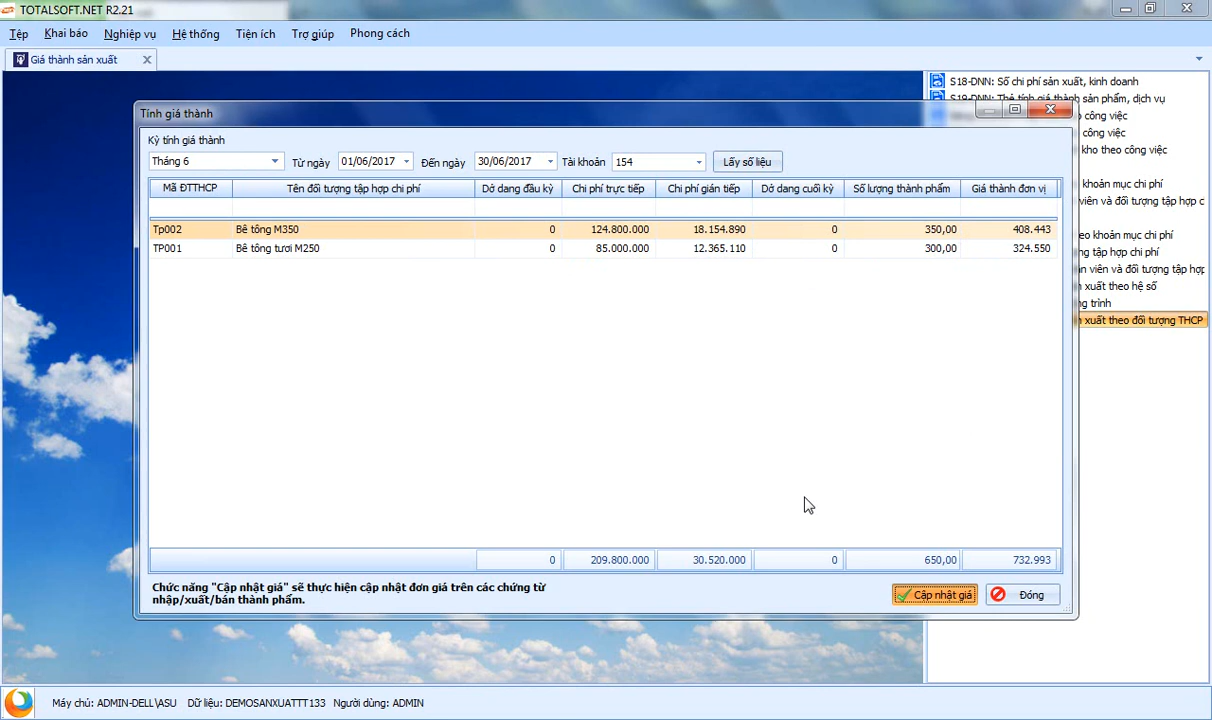 TOTALSOFT.NET R2.21
Tệp Khai báo Nghiệp vụ Hệ thống Tiện ích Trợ giúp Phong cách
Giá thành sản xuất
S18-DNN: Sổ chi phí sản xuất, kinh doanh
S19-DNN: Thẻ tính giá thành sản phẩm, dịch vụ
o công việc
công việc
kho theo công việc
khoản mục chi phí
viên và đối tượng tập hợp c
eo khoản mục chi phí
ng tập hợp chi phí
ân viên và đối tượng tập hợp
n xuất theo hệ số
ng trình
n xuất theo đối tượng THCP
Tính giá thành
Kỳ tính giá thành
Tháng 6 Từ ngày 01/06/2017 Đến ngày 30/06/2017 Tài khoản 154 Lấy số liệu
Mã ĐTTHCP Tên đối tượng tập hợp chi phí Dở dang đầu kỳ Chi phí trực tiếp Chi phí gián tiếp Dở dang cuối kỳ Số lượng thành phẩm Giá thành đơn vị
Tp002 Bê tông M350 0 124.800.000 18.154.890 0 350,00 408.443
TP001 Bê tông tươi M250 0 85.000.000 12.365.110 0 300,00 324.550
0 209.800.000 30.520.000 0 650,00 732.993
Chức năng "Cập nhật giá" sẽ thực hiện cập nhật đơn giá trên các chứng từ
nhập/xuất/bán thành phẩm.
Cập nhật giá Đóng
Máy chủ: ADMIN-DELL\ASU Dữ liệu: DEMOSANXUATTT133 Người dùng: ADMIN